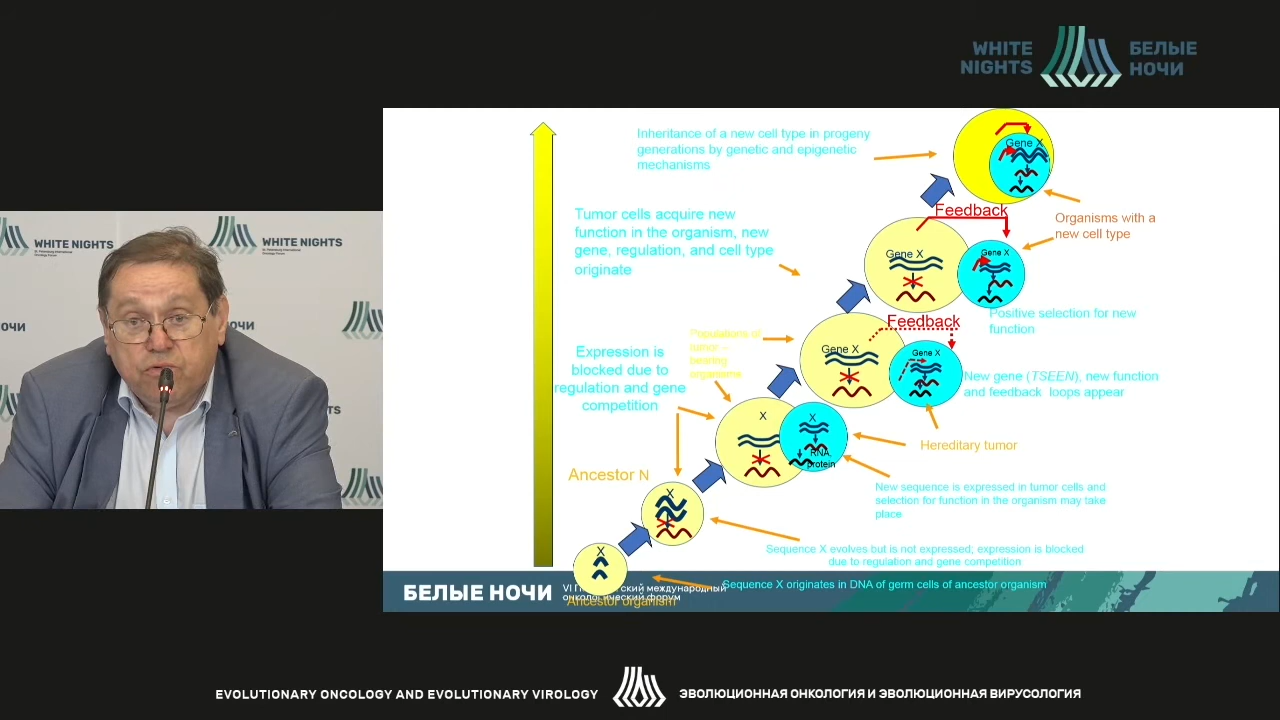 WHITE
NIGHTS
БЕЛЫЕ
НОЧИ
Inheritance of a new cell type in progeny
generations by genetic and epigenetic
mechanisms
Gene X
Organisms with a
new cell type
Tumor cells acquire new
function in the organism, new
gene, regulation, and cell type
originate
Feedback
Gene X
Gene X
Positive selection for new
function
Populations of
tumor –
bearing
organisms
Feedback
Gene X
Gene X
Expression is
blocked due to
regulation and gene
competition
New gene (TSEEN), new function
and feedback loops appear
Hereditary tumor
X
X
RNA,
protein
Ancestor N
New sequence is expressed in tumor cells and
selection for function in the organism may take
place
X
Sequence X evolves but is not expressed; expression is blocked
due to regulation and gene competition
X
Sequence X originates in DNA of germ cells of ancestor organism
Ancestor organism
БЕЛЫЕ НОЧИ
международный
онкологический форум
WHITE NIGHTS
WHITE NIGHTS
НОЧИ
EVOLUTIONARY ONCOLOGY AND EVOLUTIONARY VIROLOGY
ЭВОЛЮЦИОННАЯ ОНКОЛОГИЯ И ЭВОЛЮЦИОННАЯ ВИРУСОЛОГИЯ